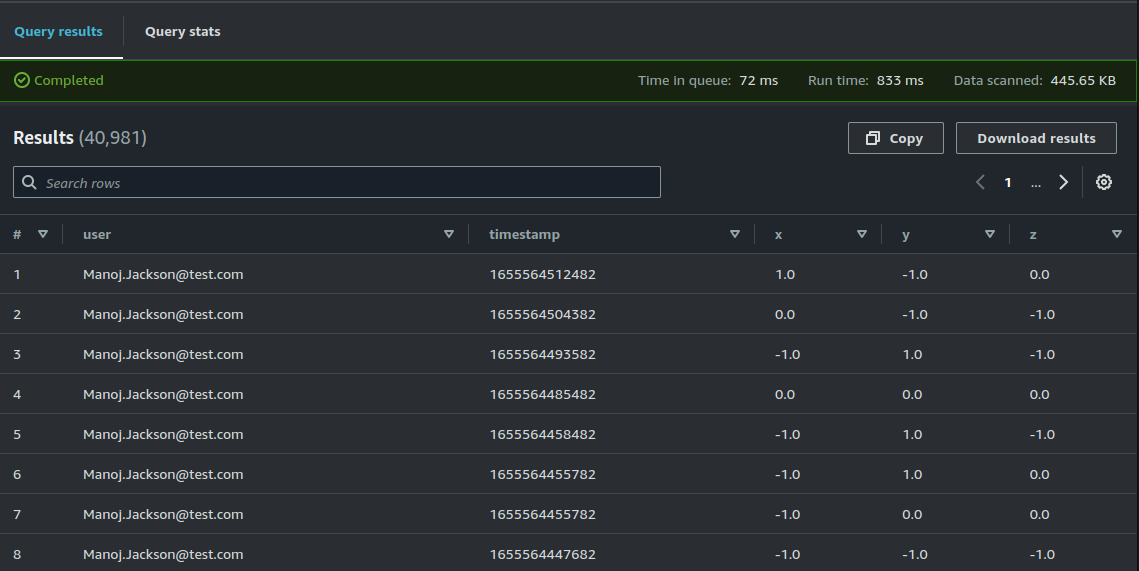 Query results Query stats
Completed Time in queue: 72 ms Run time: 833 ms Data scanned: 445.65 KB
Results (40,981) Copy Download results
Search rows 1 ...
# user timestamp x y z
1 Manoj.Jackson@test.com 1655564512482 1.0 -1.0 0.0
2 Manoj.Jackson@test.com 1655564504382 0.0 -1.0 -1.0
3 Manoj.Jackson@test.com 1655564493582 -1.0 1.0 -1.0
4 Manoj.Jackson@test.com 1655564485482 0.0 0.0 0.0
5 Manoj.Jackson@test.com 1655564458482 -1.0 1.0 -1.0
6 Manoj.Jackson@test.com 1655564455782 -1.0 1.0 0.0
7 Manoj.Jackson@test.com 1655564455782 -1.0 0.0 0.0
8 Manoj.Jackson@test.com 1655564447682 -1.0 -1.0 -1.0